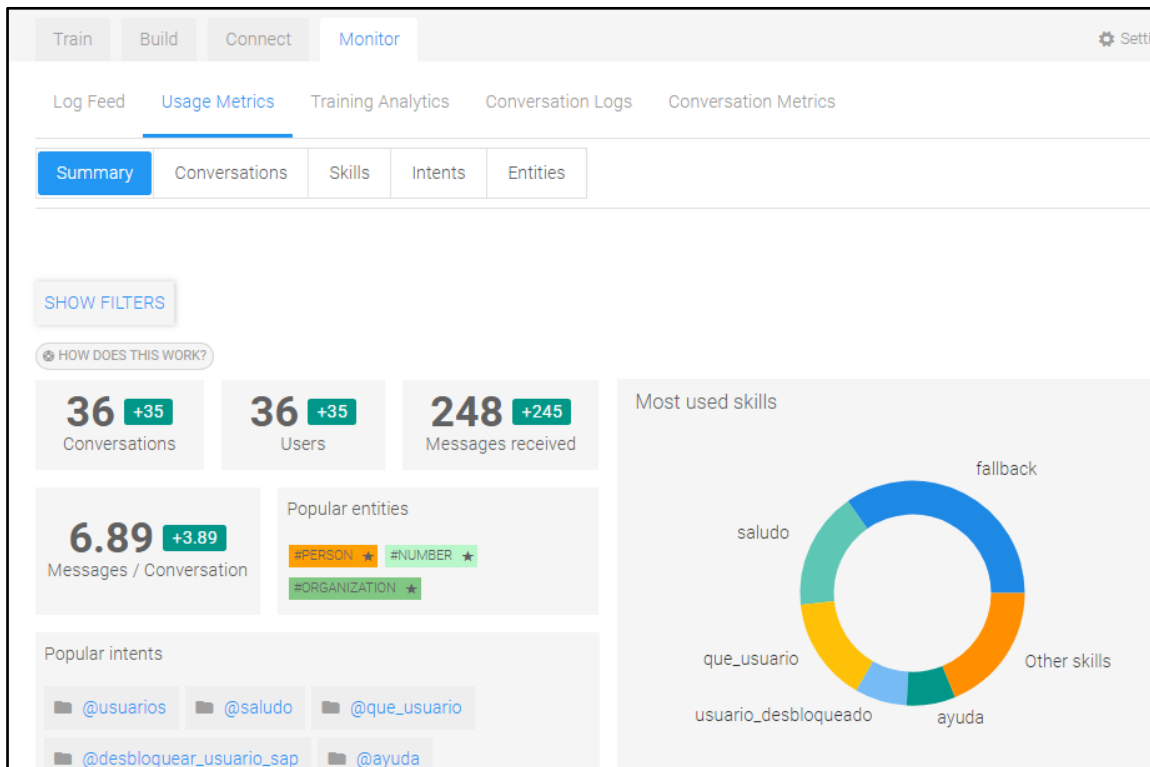 Train Build Connect Monitor Setti
Log Feed Usage Metrics Training Analytics Conversation Logs Conversation Metrics
Summary Conversations Skills Intents Entities
SHOW FILTERS
HOW DOES THIS WORK?
36 +35
Conversations
36 +35
Users
248 +245
Messages received
6.89 +3.89
Messages / Conversation
Popular entities
#PERSON ★ #NUMBER ★
#ORGANIZATION ★
Popular intents
@usuarios @saludo @que_usuario
@desbloquear_usuario_sap @ayuda
Most used skills
fallback
saludo
que_usuario
Other skills
usuario_desbloqueado
ayuda